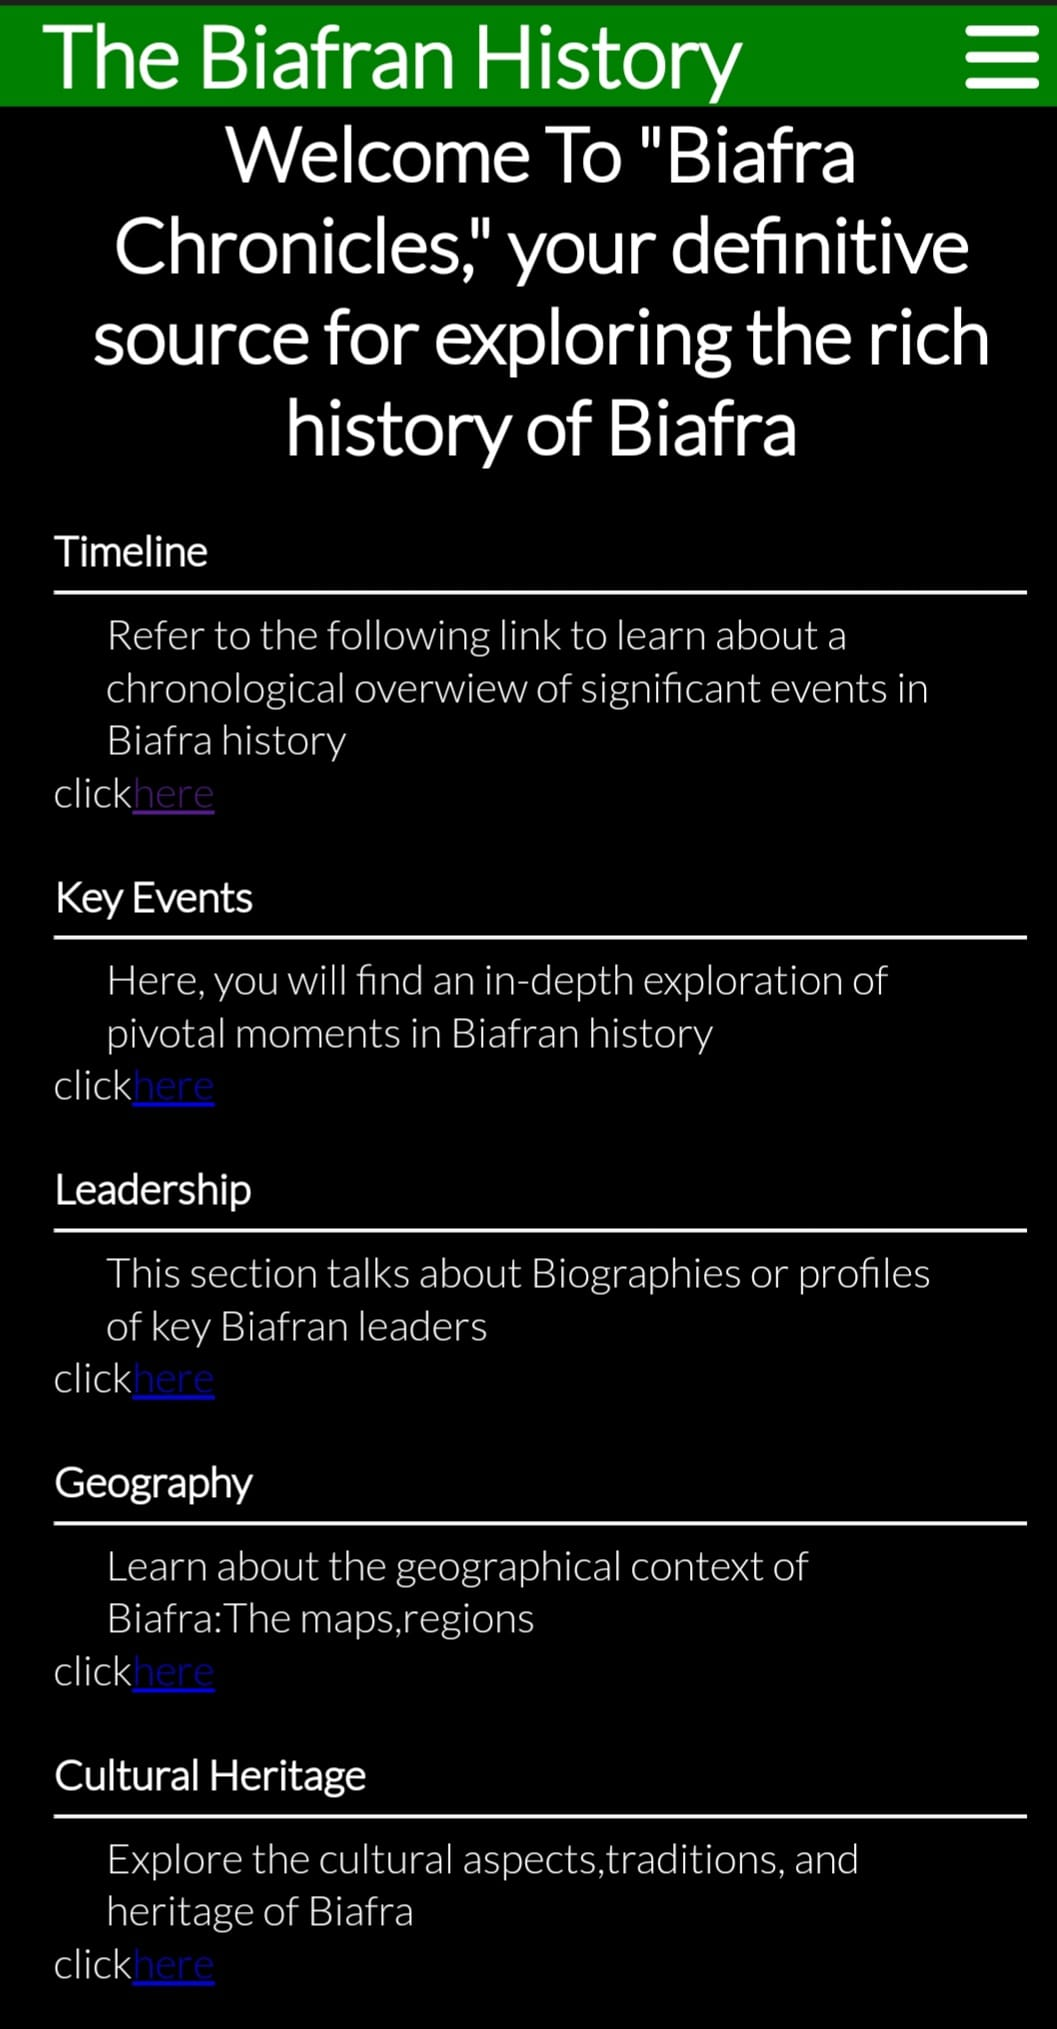 The Biafran History
Welcome To "Biafra
Chronicles," your definitive
source for exploring the rich
history of Biafra
Timeline
Refer to the following link to learn about a
chronological overwiew of significant events in
Biafra history
clickhere
Key Events
Here, you will find an in-depth exploration of
pivotal moments in Biafran history
clickhere
Leadership
This section talks about Biographies or profiles
of key Biafran leaders
clickhere
Geography
Learn about the geographical context of
Biafra:The maps,regions
clickhere
Cultural Heritage
Explore the cultural aspects,traditions, and
heritage of Biafra
clickhere